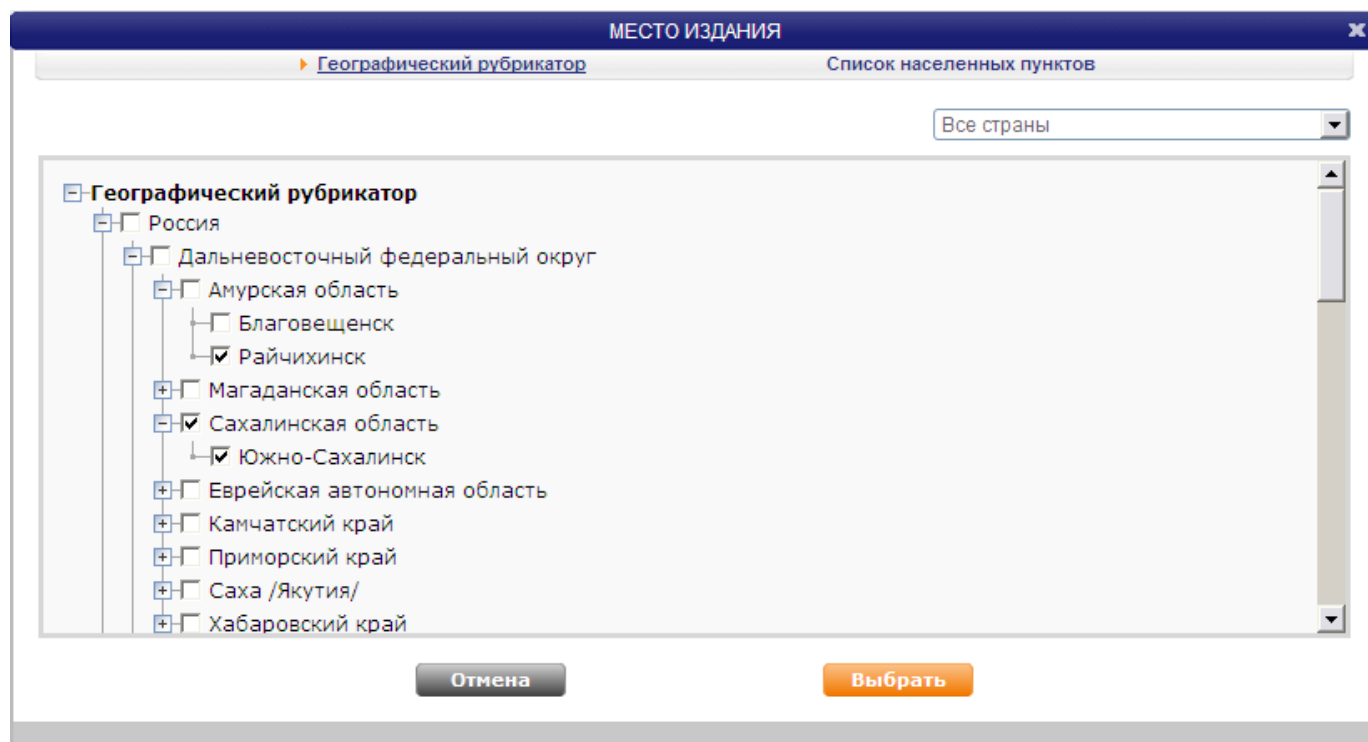 МЕСТО ИЗДАНИЯ
Географический рубрикатор
Список населенных пунктов
Все страны
Географический рубрикатор
Россия
Дальневосточный федеральный округ
Амурская область
Благовещенск
Райчихинск
Магаданская область
Сахалинская область
Южно-Сахалинск
Еврейская автономная область
Камчатский край
Приморский край
Саха /Якутия/
Хабаровский край
Отмена
Выбрать